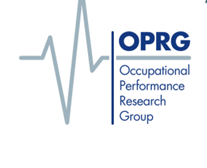 OPRG
Occupational
Performance
Research
Group